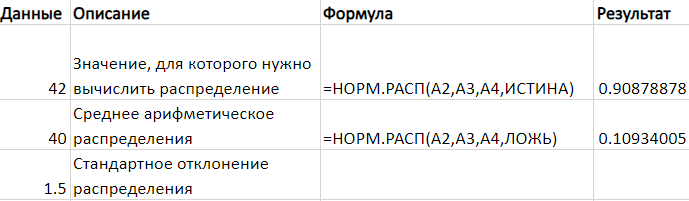 Данные Описание Формула Результат
Значение, для которого нужно
42 вычислить распределение =НОРМ.РАСП(A2,A3,A4,ИСТИНА) 0.90878878
Среднее арифметическое
40 распределения =НОРМ.РАСП(A2,A3,A4,ЛОЖЬ) 0.10934005
Стандартное отклонение
1.5 распределения